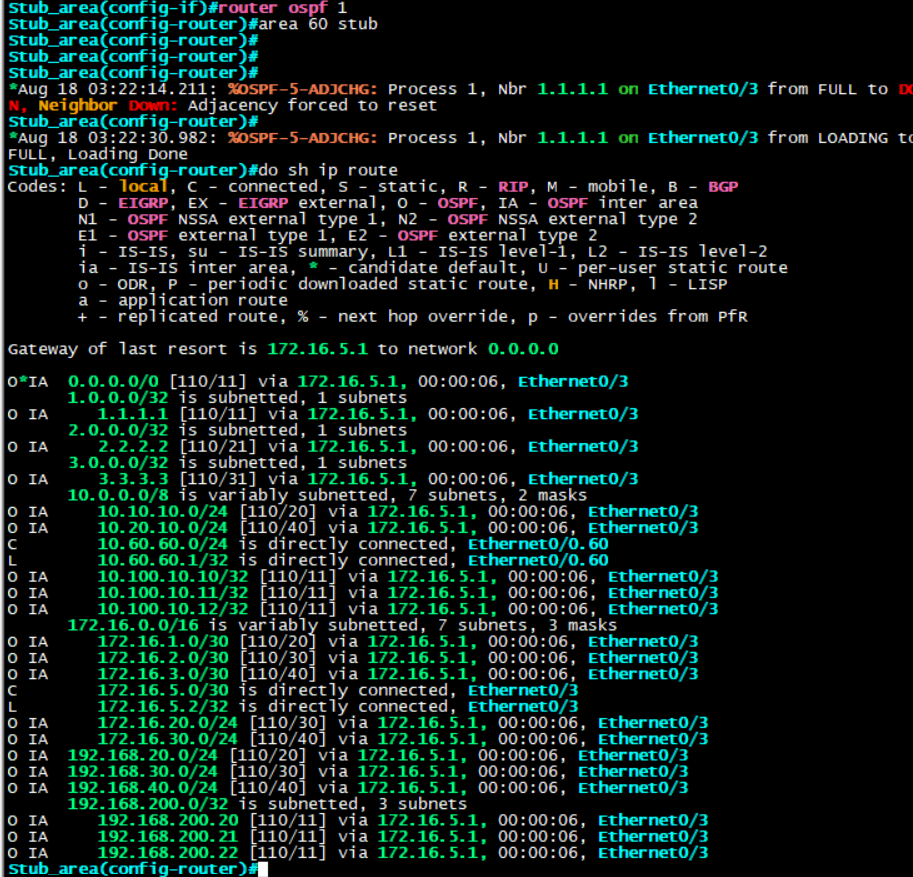 Stub_area(config-if)#router ospf 1
Stub_area(config-router)#area 60 stub
Stub_area(config-router)#
Stub_area(config-router)#
Stub_area(config-router)#
*Aug 18 03:22:14.211: %OSPF-5-ADJCHG: Process 1, Nbr 1.1.1.1 on Ethernet0/3 from FULL to DO
N, Neighbor Down: Adjacency forced to reset
Stub_area(config-router)#
*Aug 18 03:22:30.982: %OSPF-5-ADJCHG: Process 1, Nbr 1.1.1.1 on Ethernet0/3 from LOADING to
FULL, Loading Done
Stub_area(config-router)#do sh ip route
Codes: L - local, C - connected, S - static, R - RIP, M - mobile, B - BGP
D - EIGRP, EX - EIGRP external, O - OSPF, IA - OSPF inter area
N1 - OSPF NSSA external type 1, N2 - OSPF NSSA external type 2
E1 - OSPF external type 1, E2 - OSPF external type 2
i - IS-IS, su - IS-IS summary, L1 - IS-IS level-1, L2 - IS-IS level-2
ia - IS-IS inter area, * - candidate default, U - per-user static route
o - ODR, P - periodic downloaded static route, H - NHRP, l - LISP
a - application route
+ - replicated route, % - next hop override, p - overrides from PfR
Gateway of last resort is 172.16.5.1 to network 0.0.0.0
O*IA 0.0.0.0/0 [110/11] via 172.16.5.1, 00:00:06, Ethernet0/3
1.0.0.0/32 is subnetted, 1 subnets
O IA 1.1.1.1 [110/11] via 172.16.5.1, 00:00:06, Ethernet0/3
2.0.0.0/32 is subnetted, 1 subnets
O IA 2.2.2.2 [110/21] via 172.16.5.1, 00:00:06, Ethernet0/3
3.0.0.0/32 is subnetted, 1 subnets
O IA 3.3.3.3 [110/31] via 172.16.5.1, 00:00:06, Ethernet0/3
10.0.0.0/8 is variably subnetted, 7 subnets, 2 masks
O IA 10.10.10.0/24 [110/20] via 172.16.5.1, 00:00:06, Ethernet0/3
O IA 10.20.10.0/24 [110/40] via 172.16.5.1, 00:00:06, Ethernet0/3
C 10.60.60.0/24 is directly connected, Ethernet0/0.60
L 10.60.60.1/32 is directly connected, Ethernet0/0.60
O IA 10.100.10.10/32 [110/11] via 172.16.5.1, 00:00:06, Ethernet0/3
O IA 10.100.10.11/32 [110/11] via 172.16.5.1, 00:00:06, Ethernet0/3
O IA 10.100.10.12/32 [110/11] via 172.16.5.1, 00:00:06, Ethernet0/3
172.16.0.0/16 is variably subnetted, 7 subnets, 3 masks
O IA 172.16.1.0/30 [110/20] via 172.16.5.1, 00:00:06, Ethernet0/3
O IA 172.16.2.0/30 [110/30] via 172.16.5.1, 00:00:06, Ethernet0/3
O IA 172.16.3.0/30 [110/40] via 172.16.5.1, 00:00:06, Ethernet0/3
C 172.16.5.0/30 is directly connected, Ethernet0/3
L 172.16.5.2/32 is directly connected, Ethernet0/3
O IA 172.16.20.0/24 [110/30] via 172.16.5.1, 00:00:06, Ethernet0/3
O IA 172.16.30.0/24 [110/40] via 172.16.5.1, 00:00:06, Ethernet0/3
O IA 192.168.20.0/24 [110/20] via 172.16.5.1, 00:00:06, Ethernet0/3
O IA 192.168.30.0/24 [110/30] via 172.16.5.1, 00:00:06, Ethernet0/3
O IA 192.168.40.0/24 [110/40] via 172.16.5.1, 00:00:06, Ethernet0/3
192.168.200.0/32 is subnetted, 3 subnets
O IA 192.168.200.20 [110/11] via 172.16.5.1, 00:00:06, Ethernet0/3
O IA 192.168.200.21 [110/11] via 172.16.5.1, 00:00:06, Ethernet0/3
O IA 192.168.200.22 [110/11] via 172.16.5.1, 00:00:06, Ethernet0/3
Stub_area(config-router)#